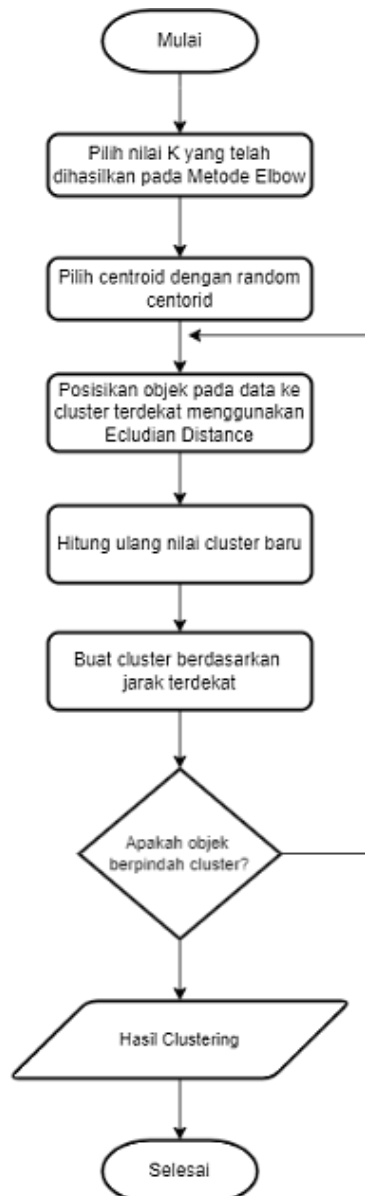 Mulai
Pilih nilai K yang telah
dihasilkan pada Metode Elbow
Pilih centroid dengan random
centorid
Posisikan objek pada data ke
cluster terdekat menggunakan
Ecludian Distance
Hitung ulang nilai cluster baru
Buat cluster berdasarkan
jarak terdekat
Apakah objek
berpindah cluster?
Hasil Clustering
Selesai